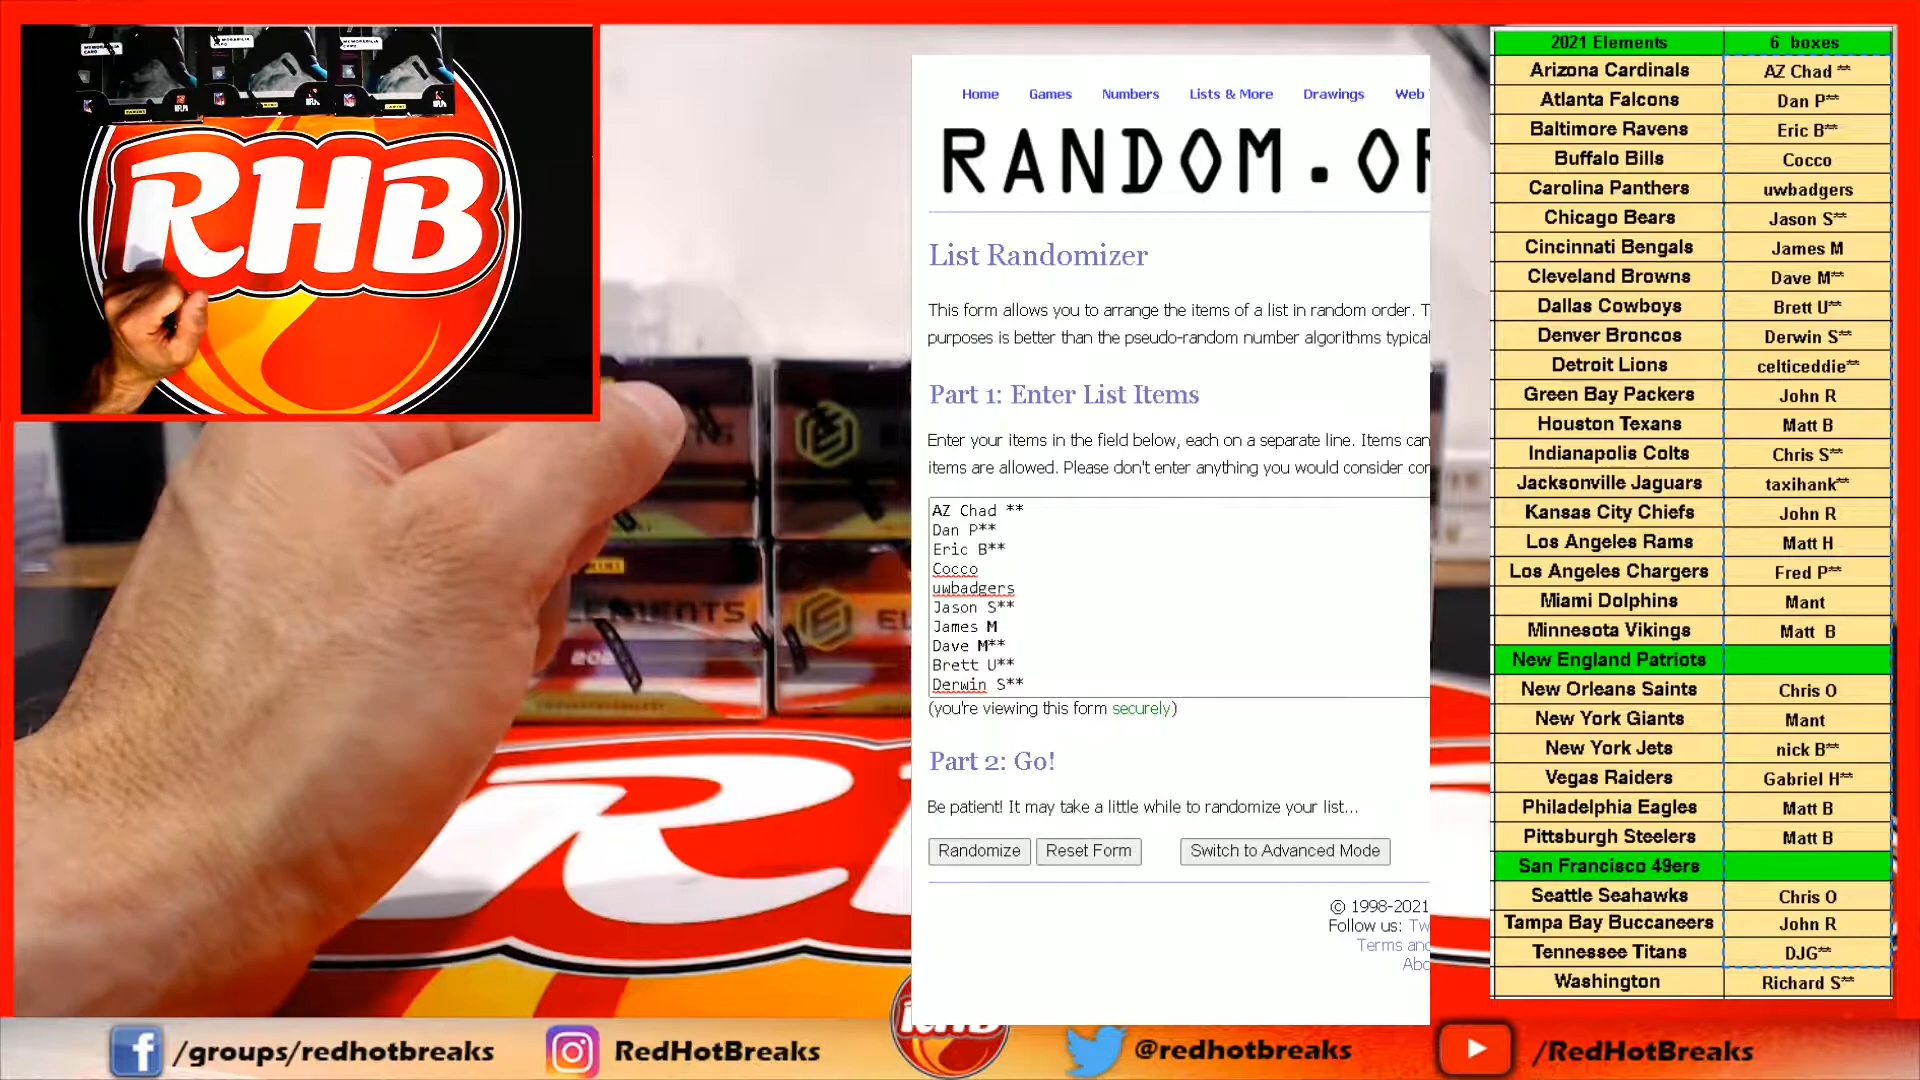 MEMORABILIA
CARD
RHB
Home Games Numbers Lists & More Drawings Web
RANDOM.OR
List Randomizer
This form allows you to arrange the items of a list in random order. T
purposes is better than the pseudo-random number algorithms typical
Part 1: Enter List Items
Enter your items in the field below, each on a separate line. Items can
items are allowed. Please don't enter anything you would consider con
AZ Chad **
Dan P**
Eric B**
Cocco
uwbadgers
Jason S**
James M
Dave M**
Brett U**
Derwin S**
(you're viewing this form securely)
Part 2: Go!
Be patient! It may take a little while to randomize your list...
Randomize Reset Form Switch to Advanced Mode
© 1998-2021
Follow us: Tw
Terms and
Abo
2021 Elements 6 boxes
Arizona Cardinals AZ Chad **
Atlanta Falcons Dan P**
Baltimore Ravens Eric B**
Buffalo Bills Cocco
Carolina Panthers uwbadgers
Chicago Bears Jason S**
Cincinnati Bengals James M
Cleveland Browns Dave M**
Dallas Cowboys Brett U**
Denver Broncos Derwin S**
Detroit Lions celticeddie**
Green Bay Packers John R
Houston Texans Matt B
Indianapolis Colts Chris S**
Jacksonville Jaguars taxihank**
Kansas City Chiefs John R
Los Angeles Rams Matt H
Los Angeles Chargers Fred P**
Miami Dolphins Mant
Minnesota Vikings Matt B
New England Patriots
New Orleans Saints Chris O
New York Giants Mant
New York Jets nick B**
Vegas Raiders Gabriel H**
Philadelphia Eagles Matt B
Pittsburgh Steelers Matt B
San Francisco 49ers
Seattle Seahawks Chris O
Tampa Bay Buccaneers John R
Tennessee Titans DJG**
Washington Richard S**
/groups/redhotbreaks RedHotBreaks @redhotbreaks /RedHotBreaks